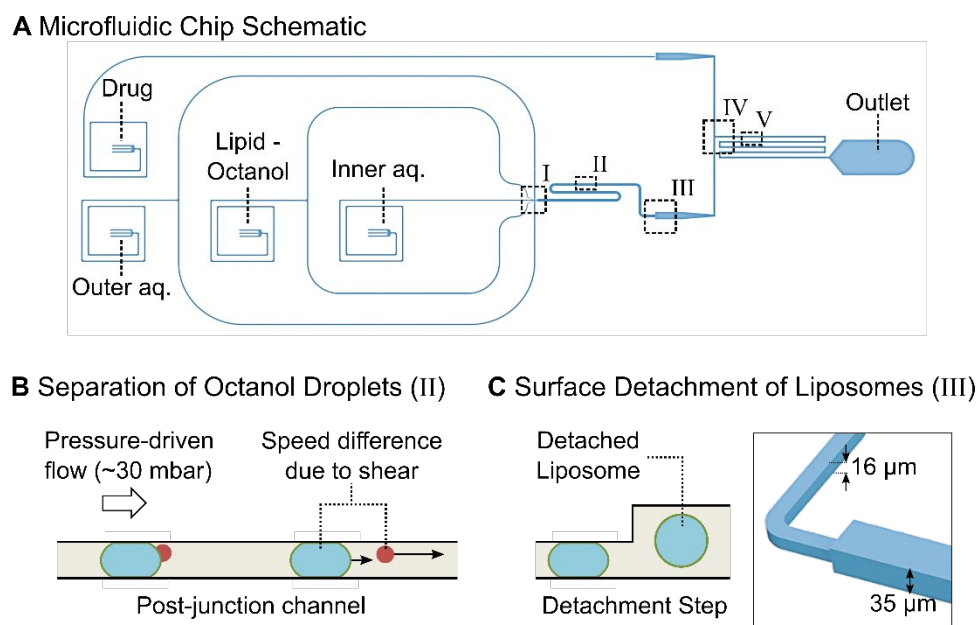 A Microfluidic Chip Schematic
Drug
Lipid -
Octanol
Inner aq.
Outer aq.
I
II
III
IV
V
Outlet
B Separation of Octanol Droplets (II)
Pressure-driven
flow (~30 mbar)
Speed difference
due to shear
Post-junction channel
C Surface Detachment of Liposomes (III)
Detached
Liposome
Detachment Step
16 µm
35 µm